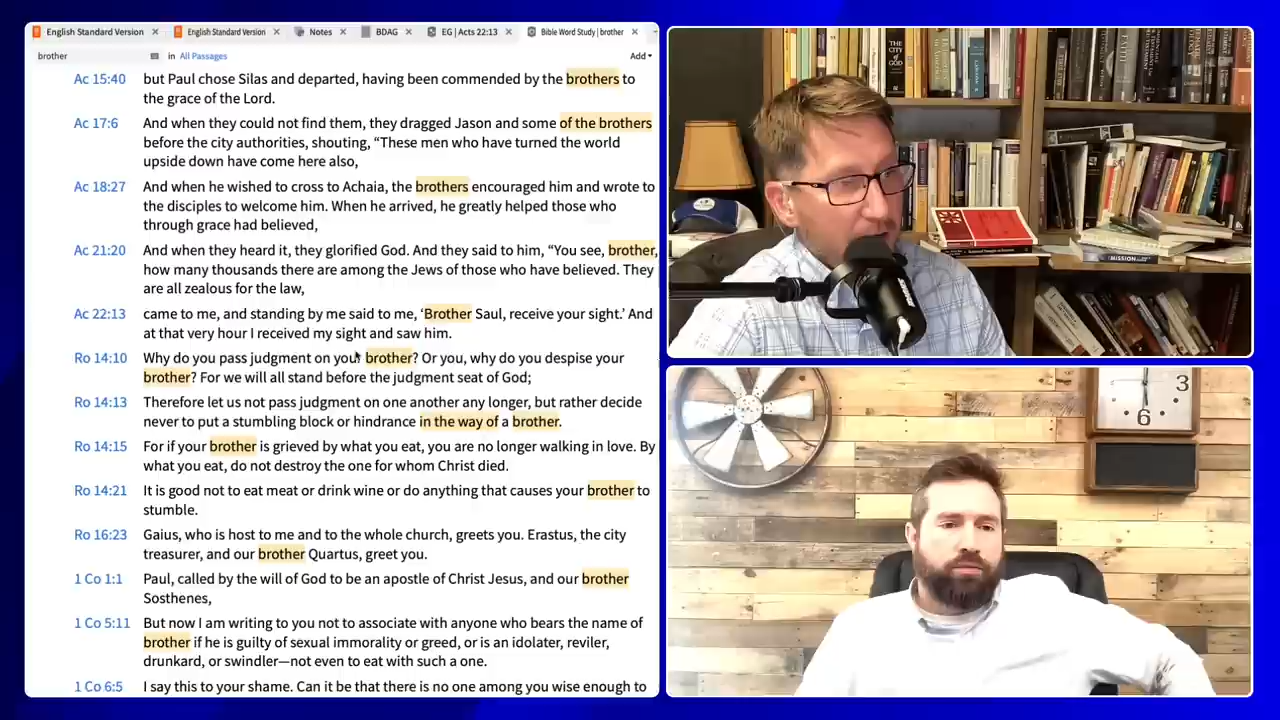 English Standard Version × English Standard Version × Notes × BDAG × EG | Acts 22:13 × Bible Word Study | brother ×
brother in All Passages Add
Ac 15:40 but Paul chose Silas and departed, having been commended by the brothers to
the grace of the Lord.
Ac 17:6 And when they could not find them, they dragged Jason and some of the brothers
before the city authorities, shouting, “These men who have turned the world
upside down have come here also,
Ac 18:27 And when he wished to cross to Achaia, the brothers encouraged him and wrote to
the disciples to welcome him. When he arrived, he greatly helped those who
through grace had believed,
Ac 21:20 And when they heard it, they glorified God. And they said to him, “You see, brother,
how many thousands there are among the Jews of those who have believed. They
are all zealous for the law,
Ac 22:13 came to me, and standing by me said to me, ‘Brother Saul, receive your sight.’ And
at that very hour I received my sight and saw him.
Ro 14:10 Why do you pass judgment on your brother? Or you, why do you despise your
brother? For we will all stand before the judgment seat of God;
Ro 14:13 Therefore let us not pass judgment on one another any longer, but rather decide
never to put a stumbling block or hindrance in the way of a brother.
Ro 14:15 For if your brother is grieved by what you eat, you are no longer walking in love. By
what you eat, do not destroy the one for whom Christ died.
Ro 14:21 It is good not to eat meat or drink wine or do anything that causes your brother to
stumble.
Ro 16:23 Gaius, who is host to me and to the whole church, greets you. Erastus, the city
treasurer, and our brother Quartus, greet you.
1 Co 1:1 Paul, called by the will of God to be an apostle of Christ Jesus, and our brother
Sosthenes,
1 Co 5:11 But now I am writing to you not to associate with anyone who bears the name of
brother if he is guilty of sexual immorality or greed, or is an idolater, reviler,
drunkard, or swindler—not even to eat with such a one.
1 Co 6:5 I say this to your shame. Can it be that there is no one among you wise enough to
THE
CITY
OF
GOD
FAITH
MISSION
3
6